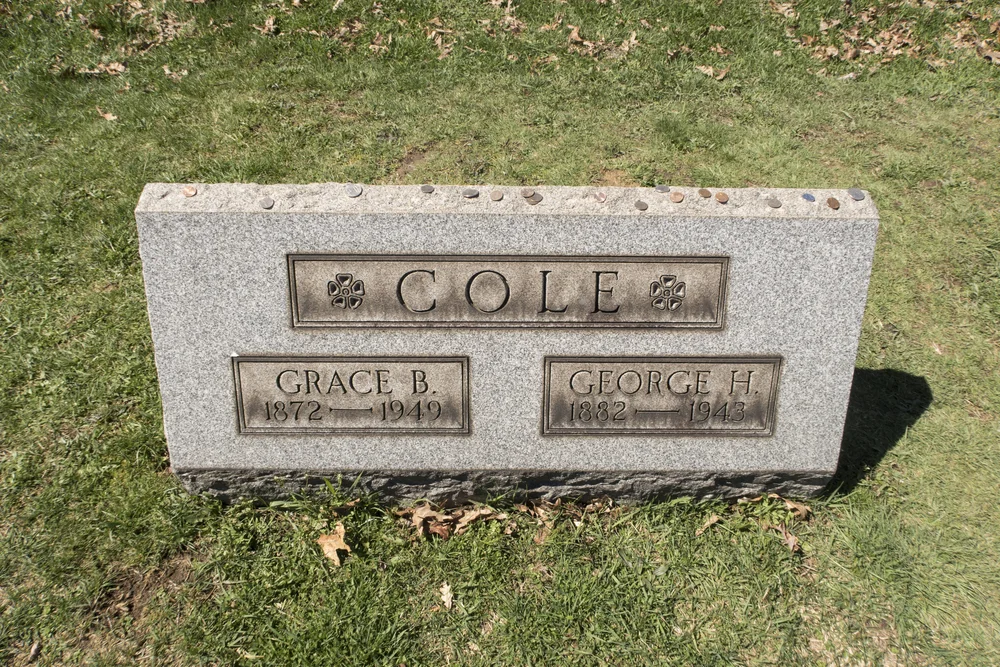 COLE
GRACE B.
1872 — 1949
GEORGE H.
1882 — 1943